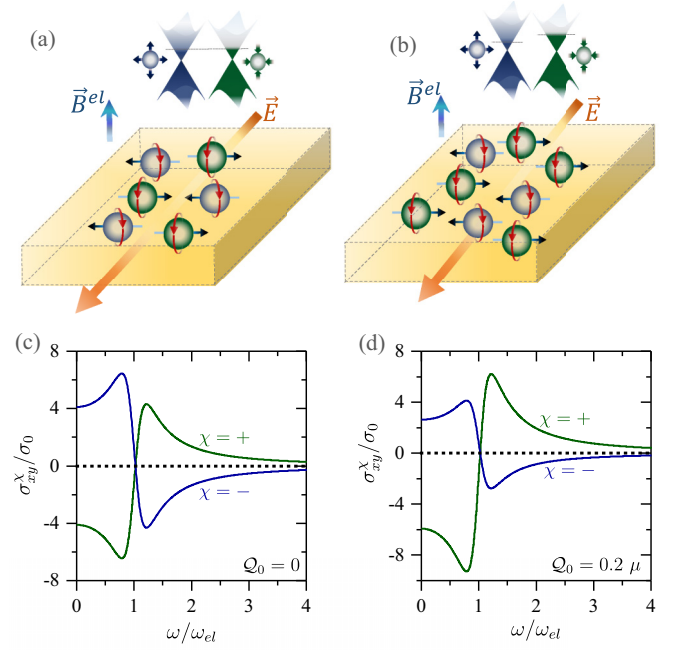 (a)
(b)
B⃗^{el}
E⃗
B⃗^{el}
E⃗
(c)
8
4
0
-4
-8
σ^χ_{xy}/σ_0
χ = +
χ = −
𝒬_0 = 0
0 1 2 3 4
ω/ω_{el}
(d)
8
4
0
-4
-8
σ^χ_{xy}/σ_0
χ = +
χ = −
𝒬_0 = 0.2 μ
0 1 2 3 4
ω/ω_{el}